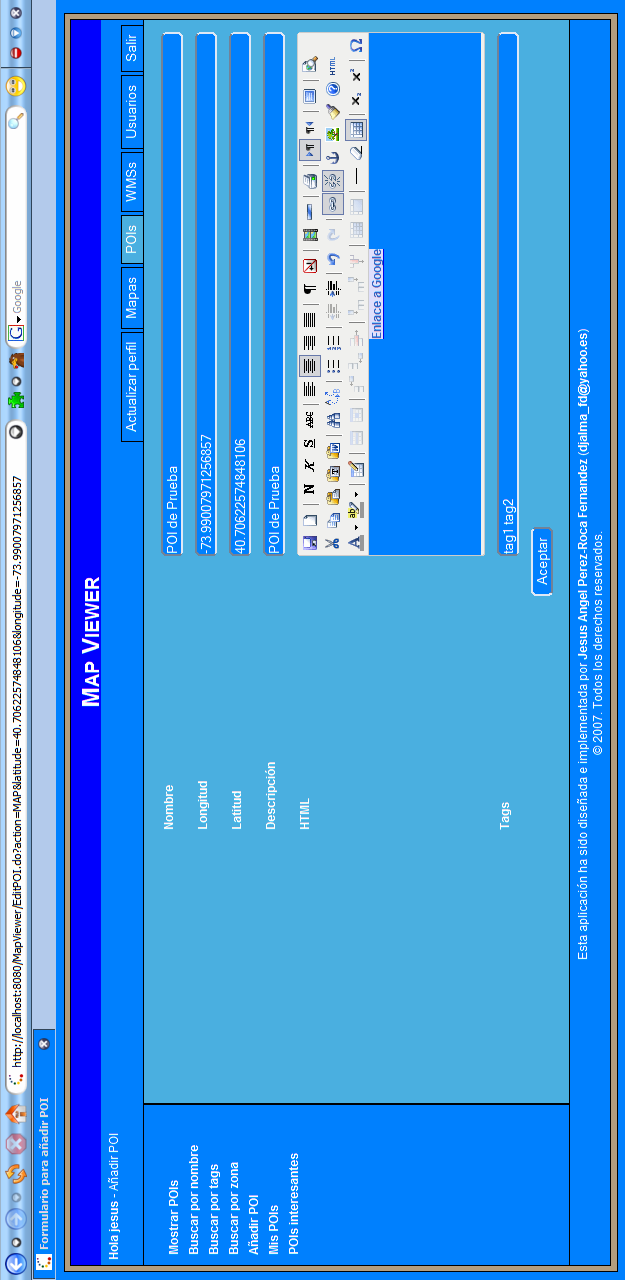 http://localhost:8080/MapViewer/EditPOI.do?action=MAP&latitude=40.70622574848106&longitude=-73.99007971256857
Google
Formulario para añadir POI
MAP VIEWER
Hola jesus - Añadir POI
Actualizar perfil
Mapas
POIs
WMSs
Usuarios
Salir
Mostrar POIs
Buscar por nombre
Buscar por tags
Buscar por zona
Añadir POI
Mis POIs
POIs interesantes
Nombre
POI de Prueba
Longitud
-73.99007971256857
Latitud
40.70622574848106
Descripción
POI de Prueba
HTML
N K S ABC
HTML
Enlace a Google
Tags
tag1 tag2
Aceptar
Esta aplicación ha sido diseñada e implementada por Jesus Angel Perez-Roca Fernandez (djalma_fd@yahoo.es)
© 2007. Todos los derechos reservados.